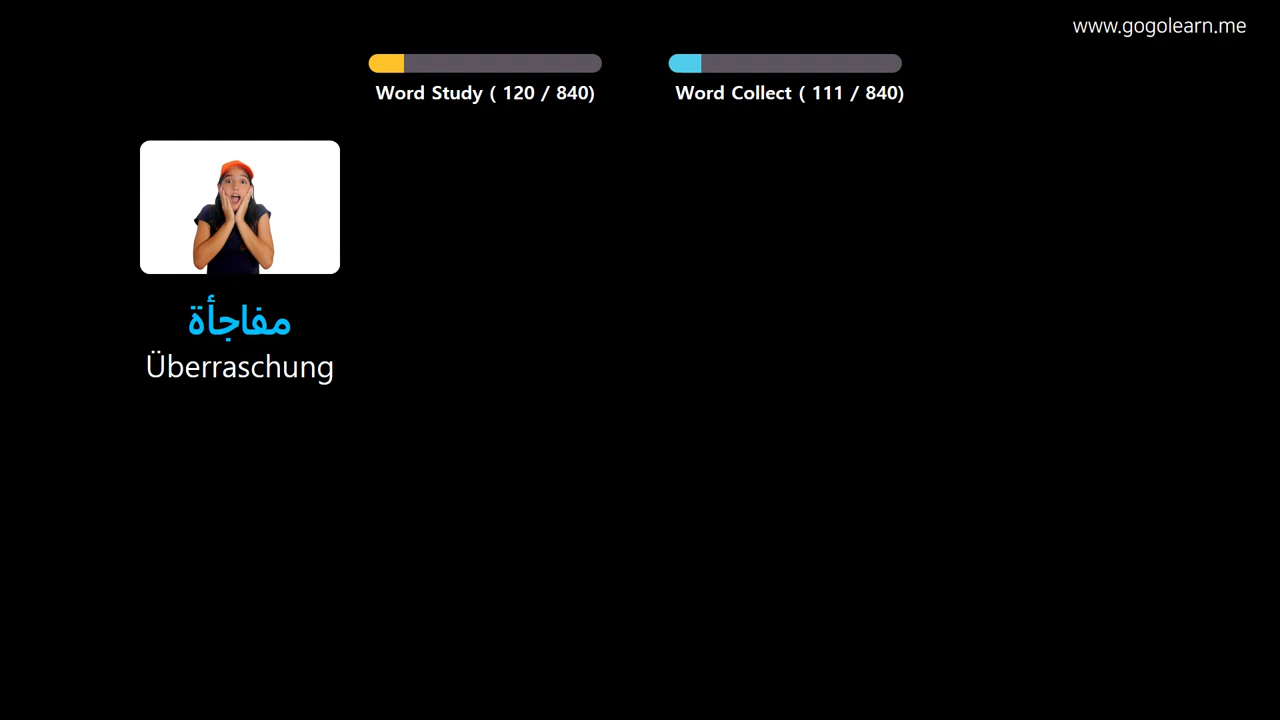 www.gogolearn.me
Word Study ( 120 / 840)
Word Collect ( 111 / 840)
مفاجأة
Überraschung